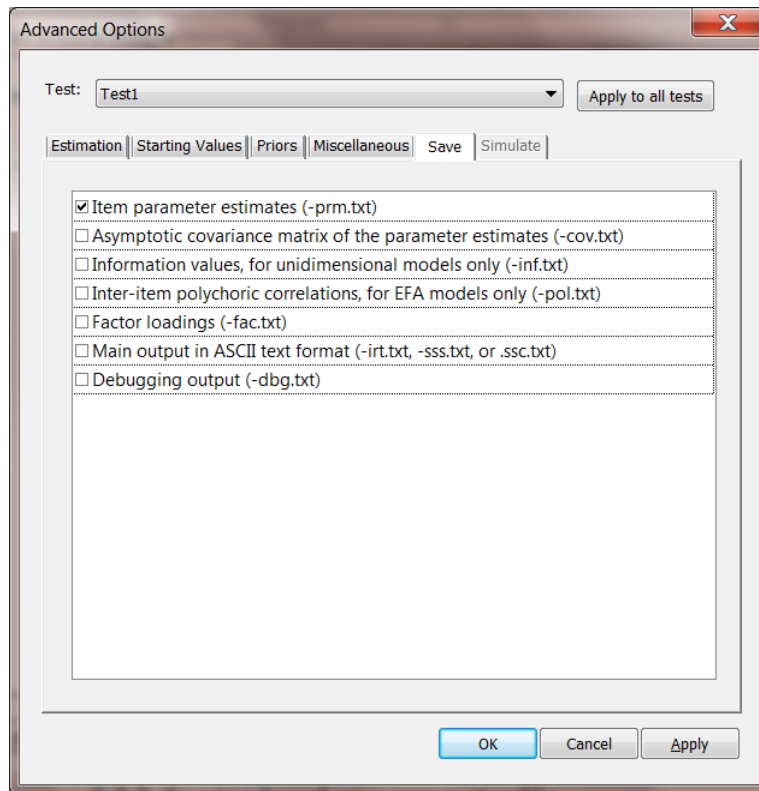 Advanced Options
X
Test: Test1 Apply to all tests
Estimation Starting Values Priors Miscellaneous Save Simulate
Item parameter estimates (-prm.txt)
Asymptotic covariance matrix of the parameter estimates (-cov.txt)
Information values, for unidimensional models only (-inf.txt)
Inter-item polychoric correlations, for EFA models only (-pol.txt)
Factor loadings (-fac.txt)
Main output in ASCII text format (-irt.txt, -sss.txt, or .ssc.txt)
Debugging output (-dbg.txt)
OK Cancel Apply